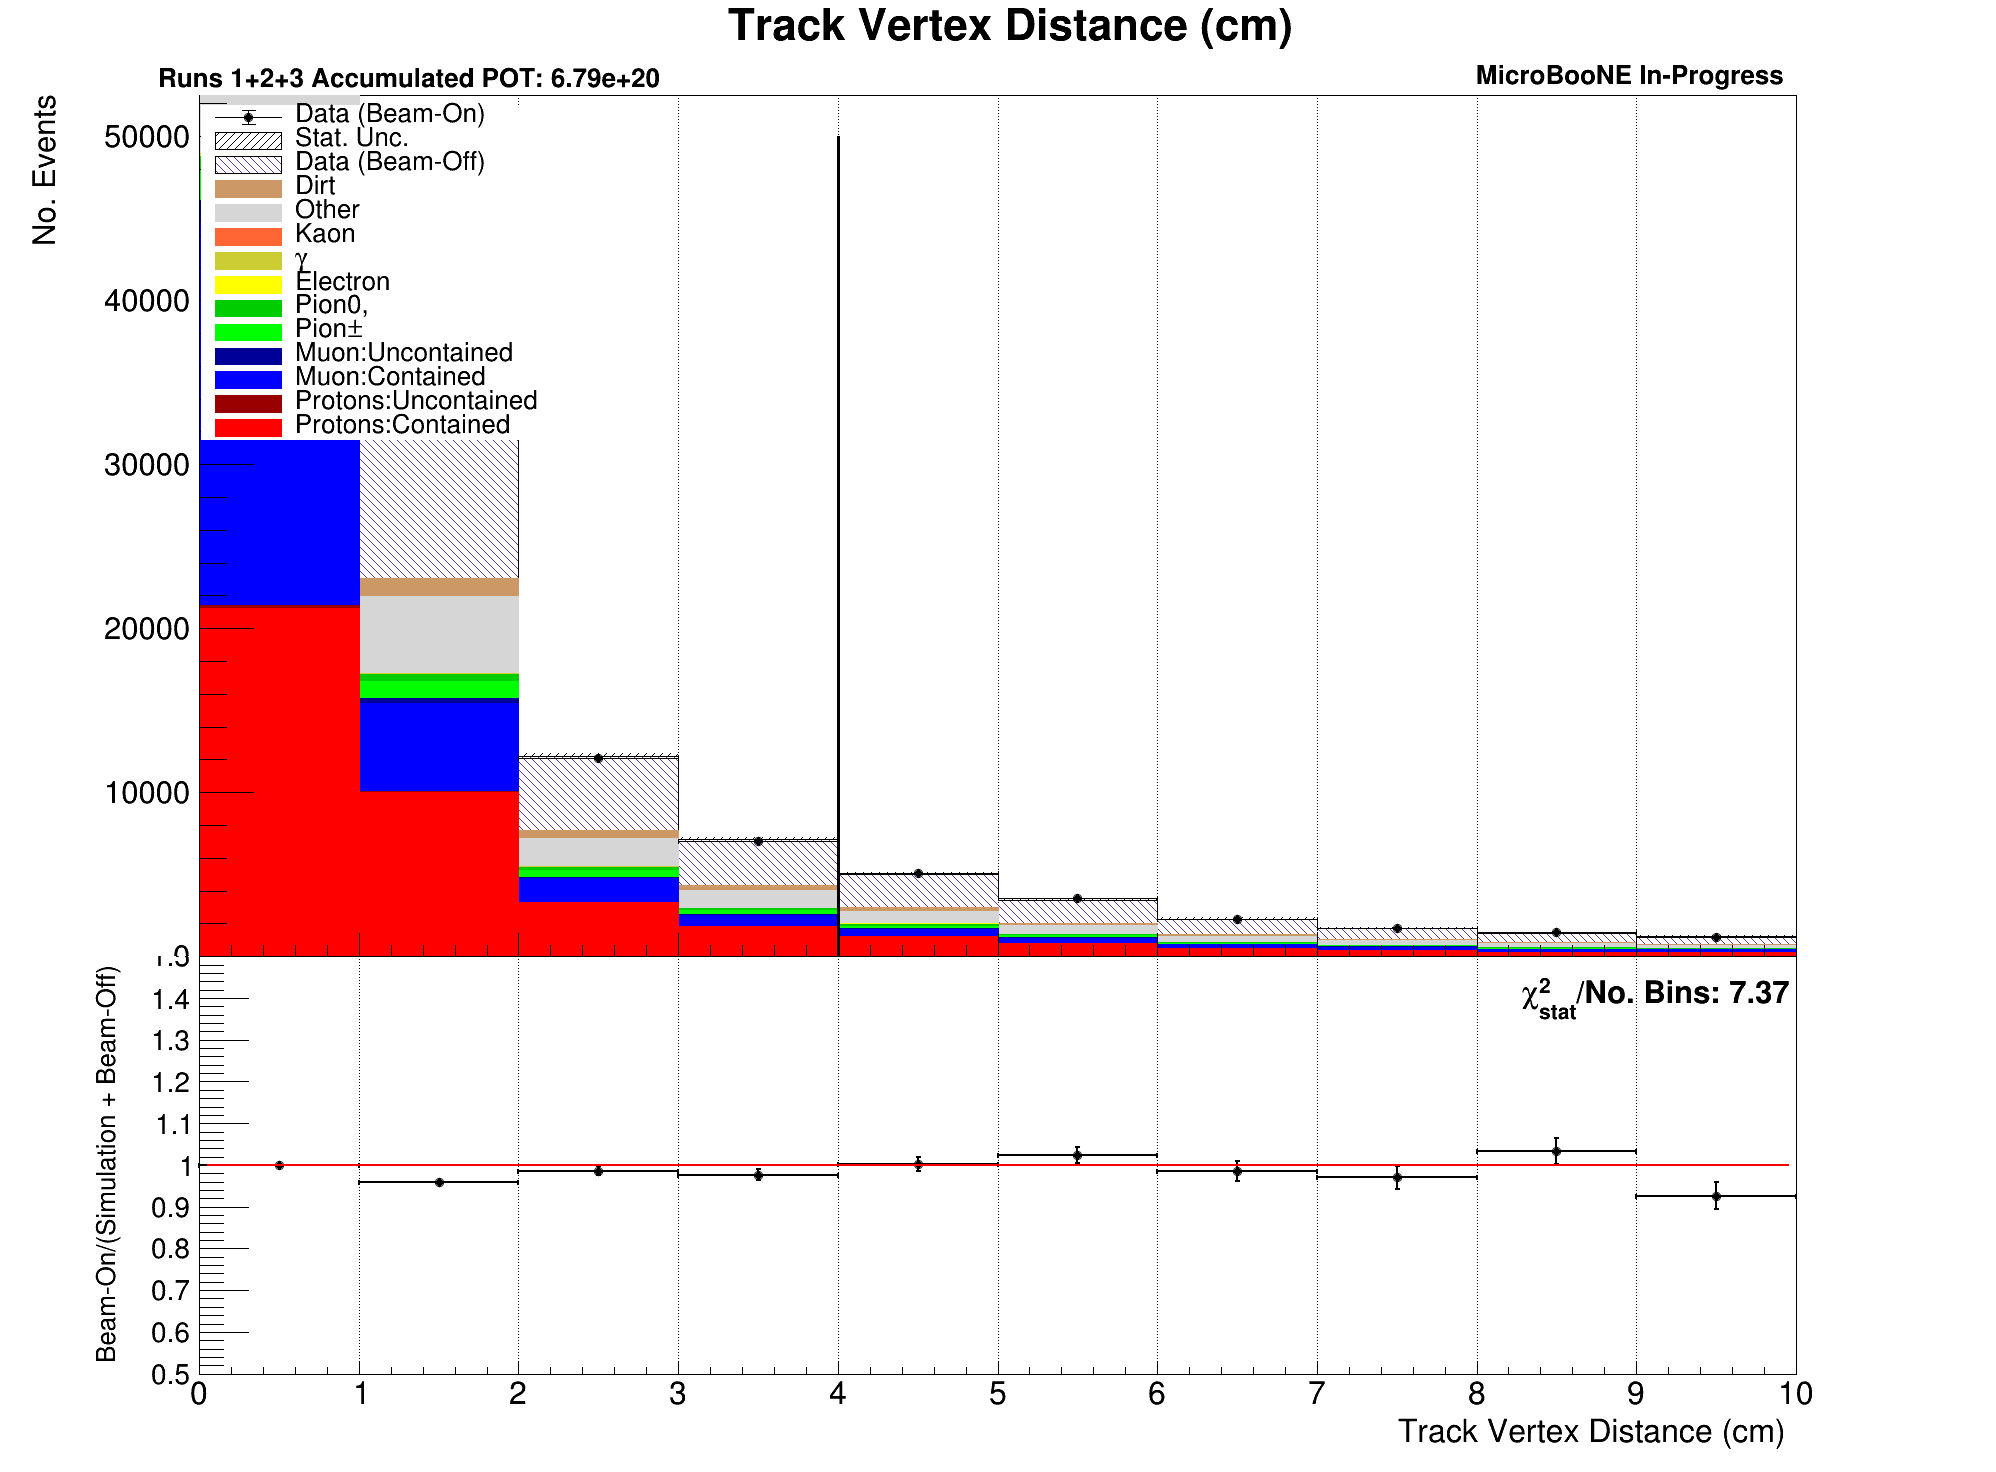 Track Vertex Distance (cm)
Runs 1+2+3 Accumulated POT: 6.79e+20
MicroBooNE In-Progress
No. Events
50000
40000
30000
20000
10000
Data (Beam-On)
Stat. Unc.
Data (Beam-Off)
Dirt
Other
Kaon
γ
Electron
Pion0,
Pion±
Muon:Uncontained
Muon:Contained
Protons:Uncontained
Protons:Contained
Beam-On/(Simulation + Beam-Off)
χ²stat/No. Bins: 7.37
1.4
1.3
1.2
1.1
1
0.9
0.8
0.7
0.6
0.5
0 1 2 3 4 5 6 7 8 9 10
Track Vertex Distance (cm)